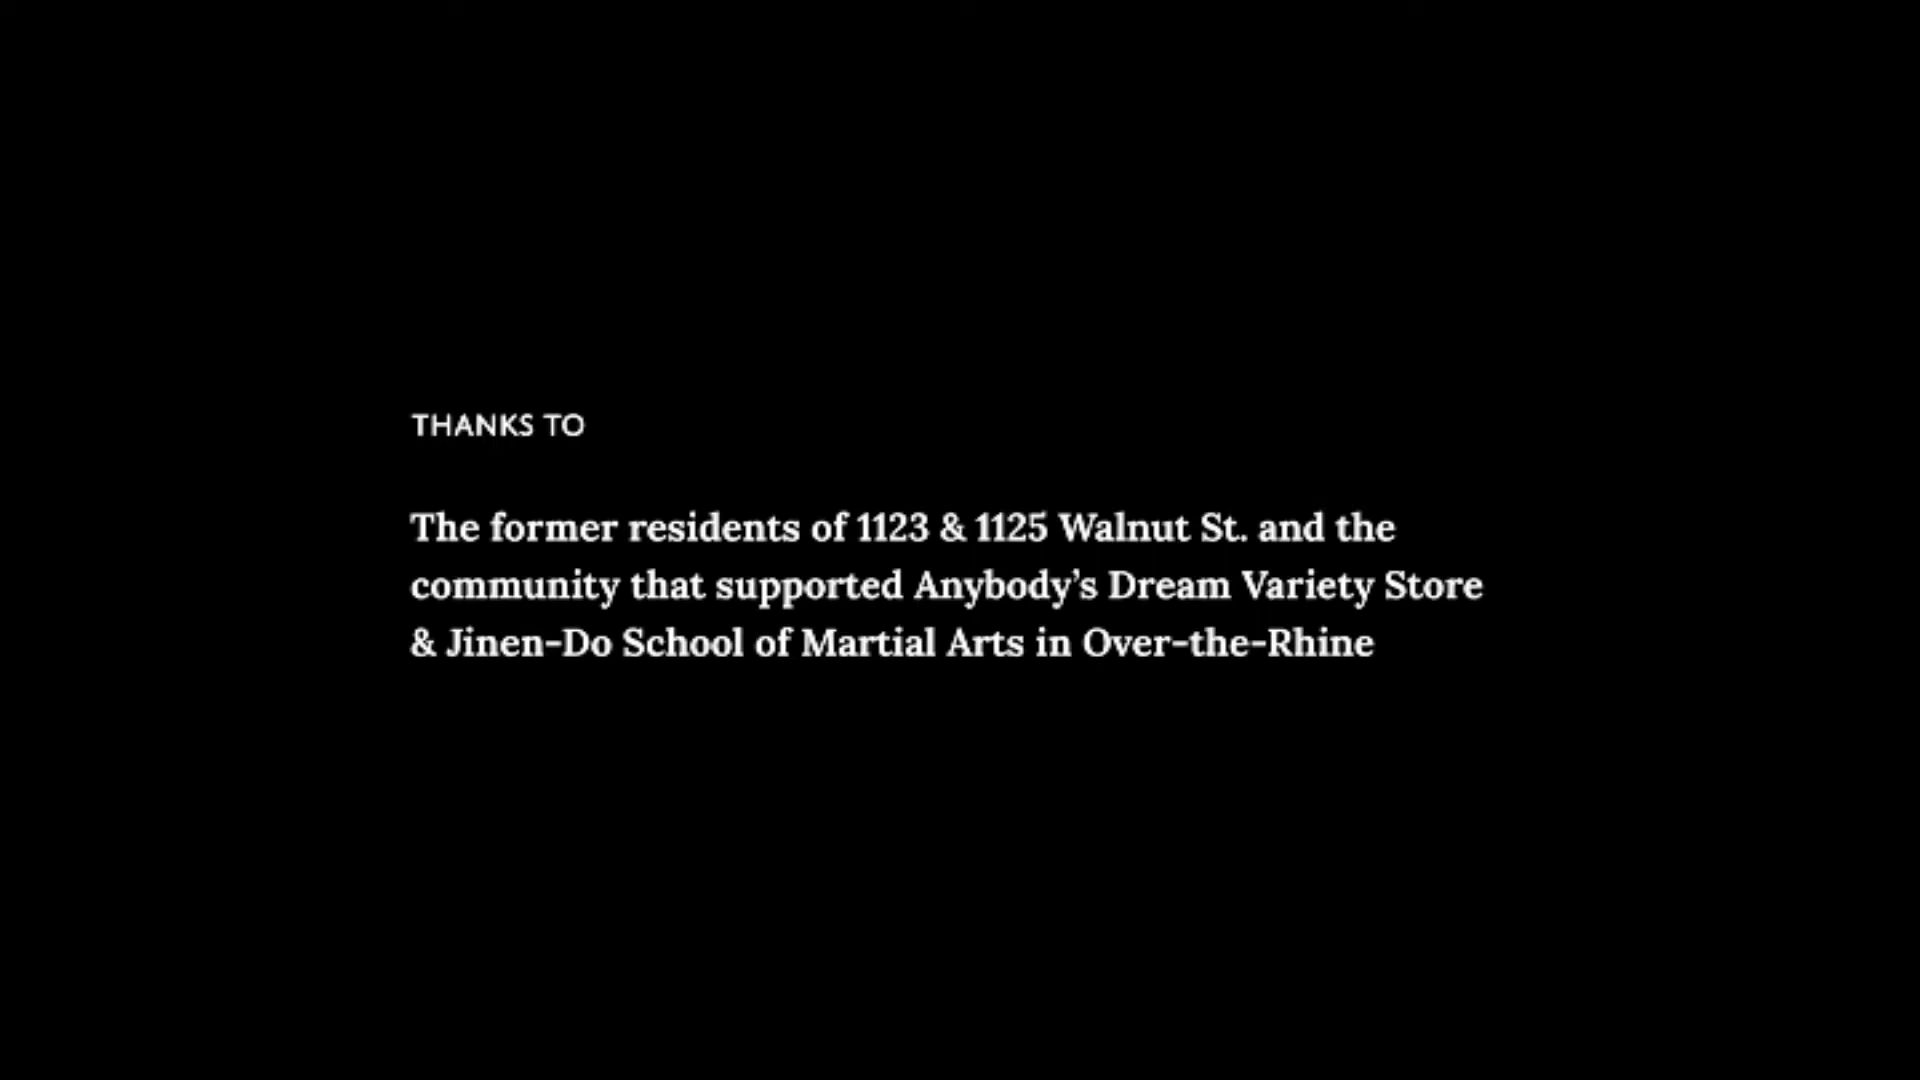 THANKS TO
The former residents of 1123 & 1125 Walnut St. and the
community that supported Anybody’s Dream Variety Store
& Jinen-Do School of Martial Arts in Over-the-Rhine